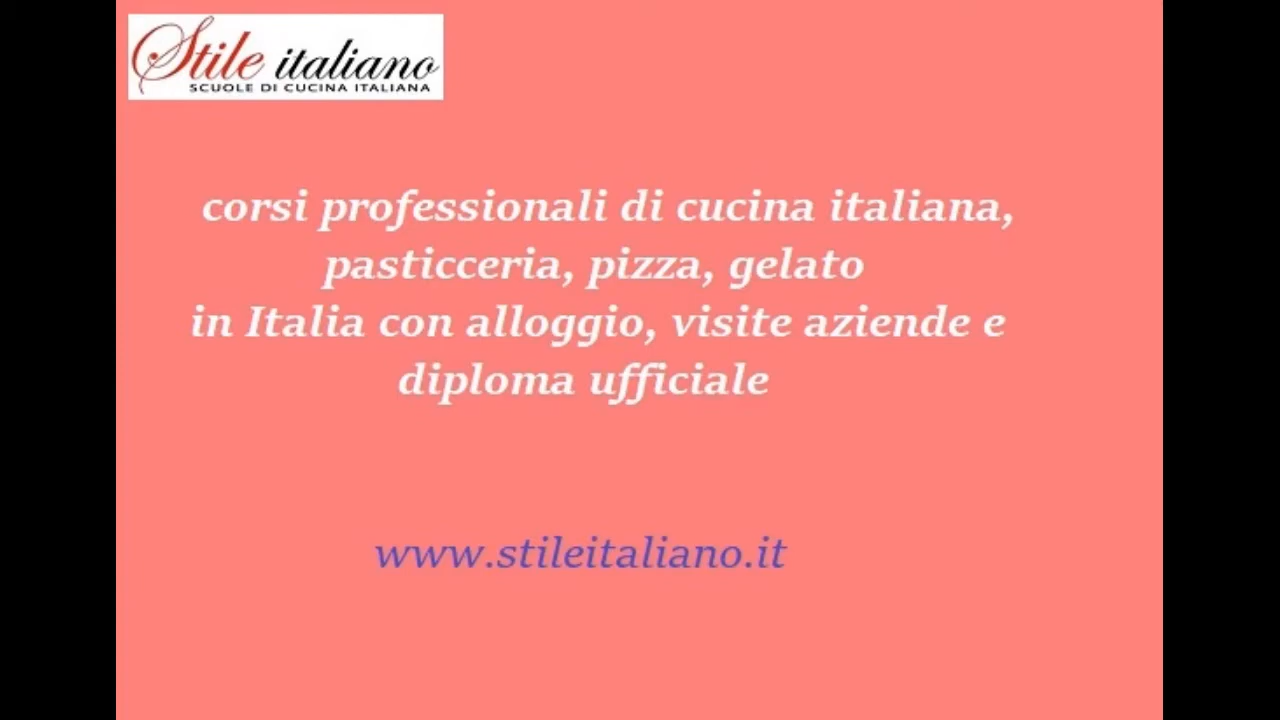 Stile italiano
SCUOLE DI CUCINA ITALIANA
corsi professionali di cucina italiana,
pasticceria, pizza, gelato
in Italia con alloggio, visite aziende e
diploma ufficiale
www.stileitaliano.it